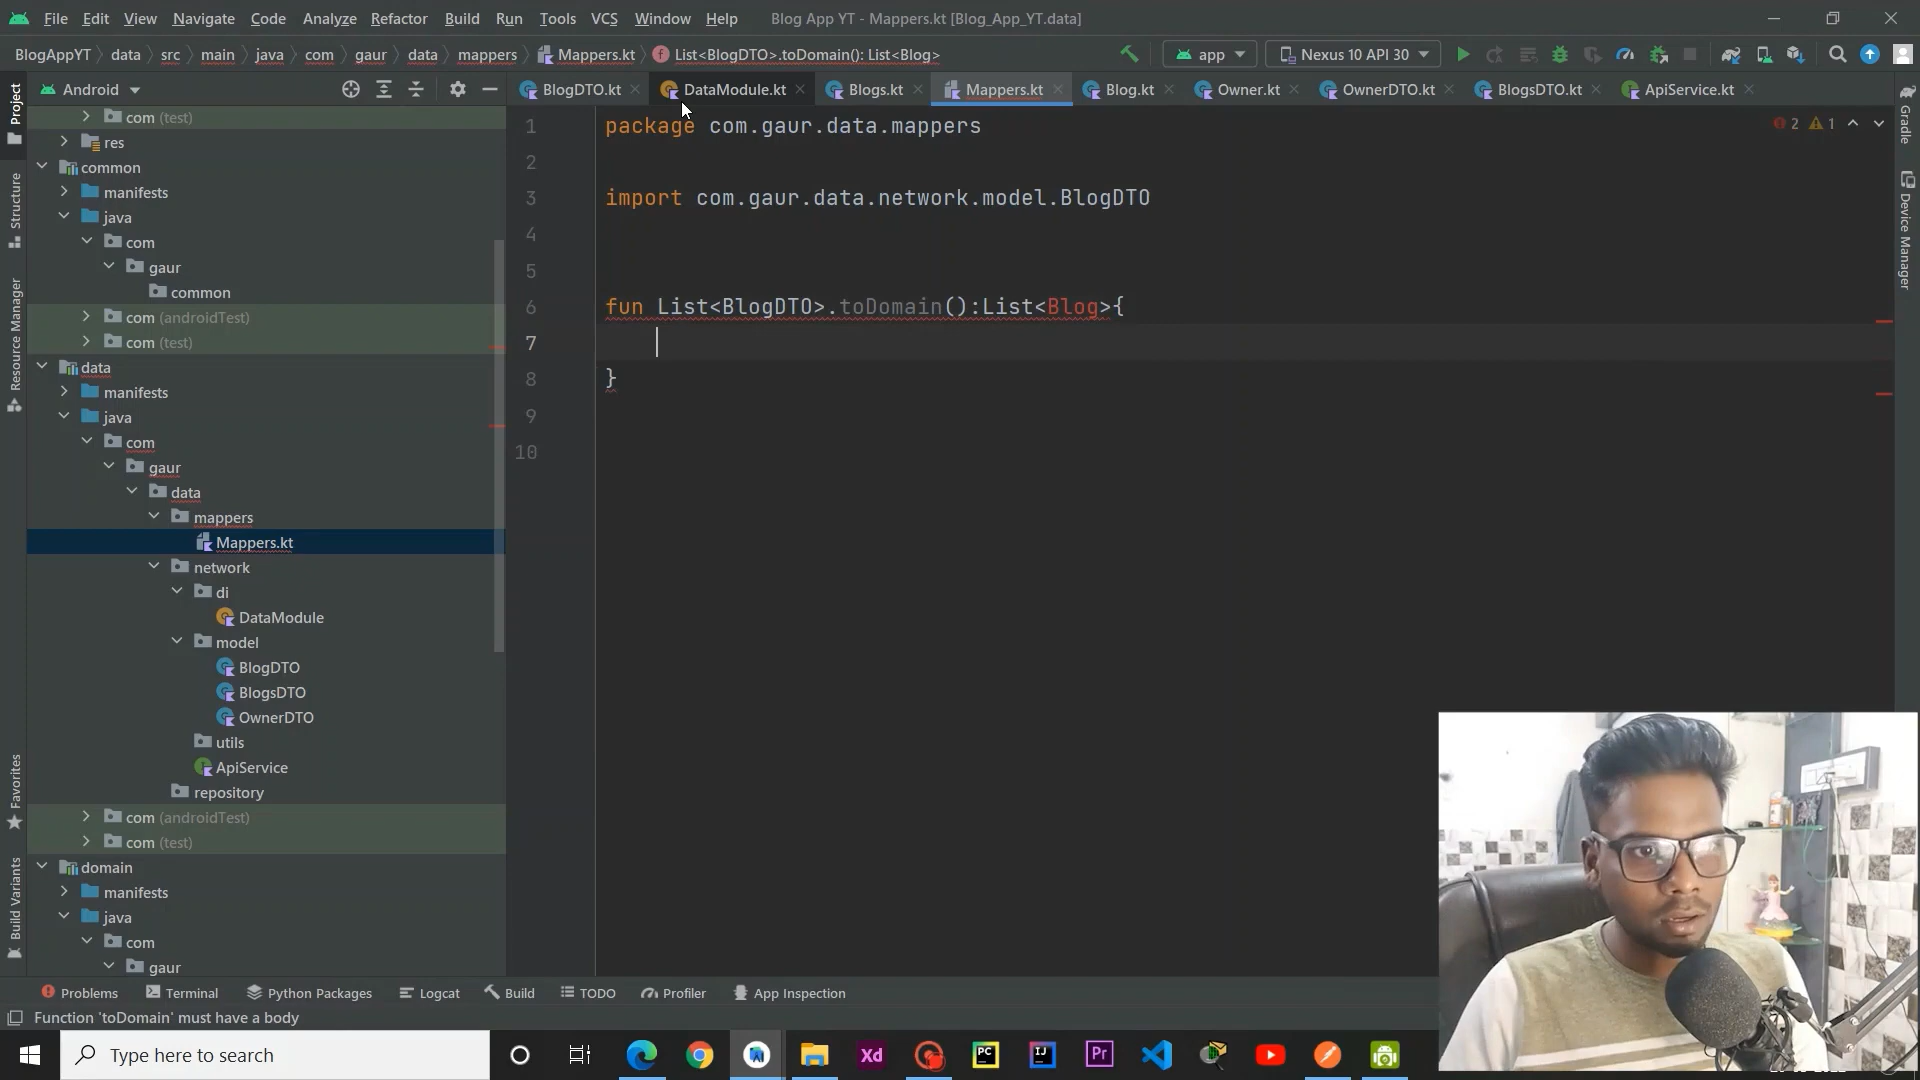 File Edit View Navigate Code Analyze Refactor Build Run Tools VCS Window Help Blog App YT - Mappers.kt [Blog_App_YT.data]
BlogAppYT data src main java com gaur data mappers Mappers.kt List<BlogDTO>.toDomain(): List<Blog> app Nexus 10 API 30
Android BlogDTO.kt DataModule.kt Blogs.kt Mappers.kt Blog.kt Owner.kt OwnerDTO.kt BlogsDTO.kt ApiService.kt
Project
Structure
Resource Manager
Favorites
Build Variants
com (test)
res
common
manifests
java
com
gaur
common
com (androidTest)
com (test)
data
manifests
java
com
gaur
data
mappers
Mappers.kt
network
di
DataModule
model
BlogDTO
BlogsDTO
OwnerDTO
utils
ApiService
repository
com (androidTest)
com (test)
domain
manifests
java
com
gaur
1 package com.gaur.data.mappers
2
3 import com.gaur.data.network.model.BlogDTO
4
5
6 fun List<BlogDTO>.toDomain():List<Blog>{
7
8 }
9
10
2 1
Gradle
Device Manager
Problems Terminal Python Packages Logcat Build TODO Profiler App Inspection
Function 'toDomain' must have a body
Type here to search
Xd
PC
IJ
Pr